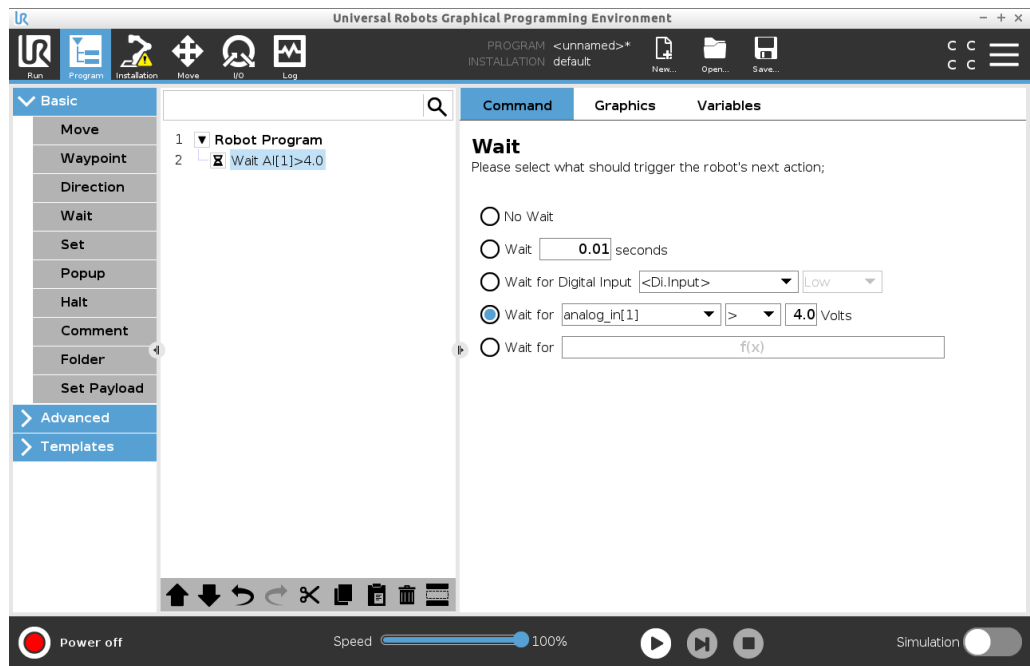 UR Universal Robots Graphical Programming Environment - + x
UR
Run Program Installation Move I/O Log
PROGRAM <unnamed>*
INSTALLATION default
New... Open... Save...
C C
C C
Basic
Move
Waypoint
Direction
Wait
Set
Popup
Halt
Comment
Folder
Set Payload
Advanced
Templates
1 Robot Program
2 Wait AI[1]>4.0
Command Graphics Variables
Wait
Please select what should trigger the robot's next action;
No Wait
Wait 0.01 seconds
Wait for Digital Input <Di.Input> Low
Wait for analog_in[1] > 4.0 Volts
Wait for f(x)
Power off
Speed 100%
Simulation